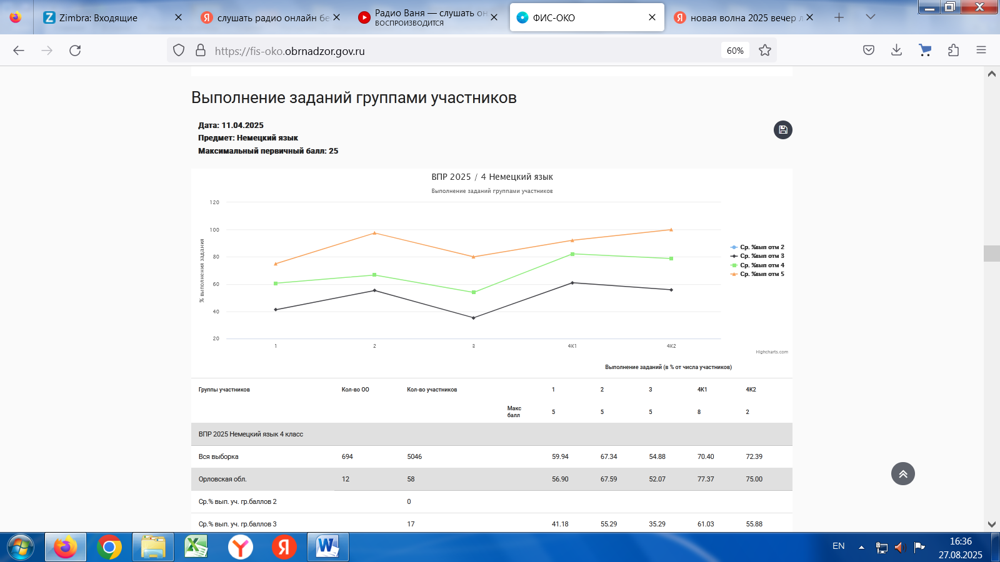 Zimbra: Входящие
слушать радио онлайн бе
Радио Ваня — слушать он
ВОСПРОИЗВОДИТСЯ
ФИС-ОКО
новая волна 2025 вечер л
https://fis-oko.obrnadzor.gov.ru
60%
Выполнение заданий группами участников
Дата: 11.04.2025
Предмет: Немецкий язык
Максимальный первичный балл: 25
ВПР 2025 / 4 Немецкий язык
Выполнение заданий группами участников
% выполнения задания
120
100
80
60
40
20
1 2 3 4К1 4К2
Ср. %вып отм 2
Ср. %вып отм 3
Ср. %вып отм 4
Ср. %вып отм 5
Highcharts.com
Выполнение заданий (в % от числа участников)
Группы участников Кол-во ОО Кол-во участников 1 2 3 4К1 4К2
Макс
балл 5 5 5 8 2
ВПР 2025 Немецкий язык 4 класс
Вся выборка 694 5046 59.94 67.34 54.88 70.40 72.39
Орловская обл. 12 58 56.90 67.59 52.07 77.37 75.00
Ср.% вып. уч. гр.баллов 2 0
Ср.% вып. уч. гр.баллов 3 17 41.18 55.29 35.29 61.03 55.88
EN
16:36
27.08.2025